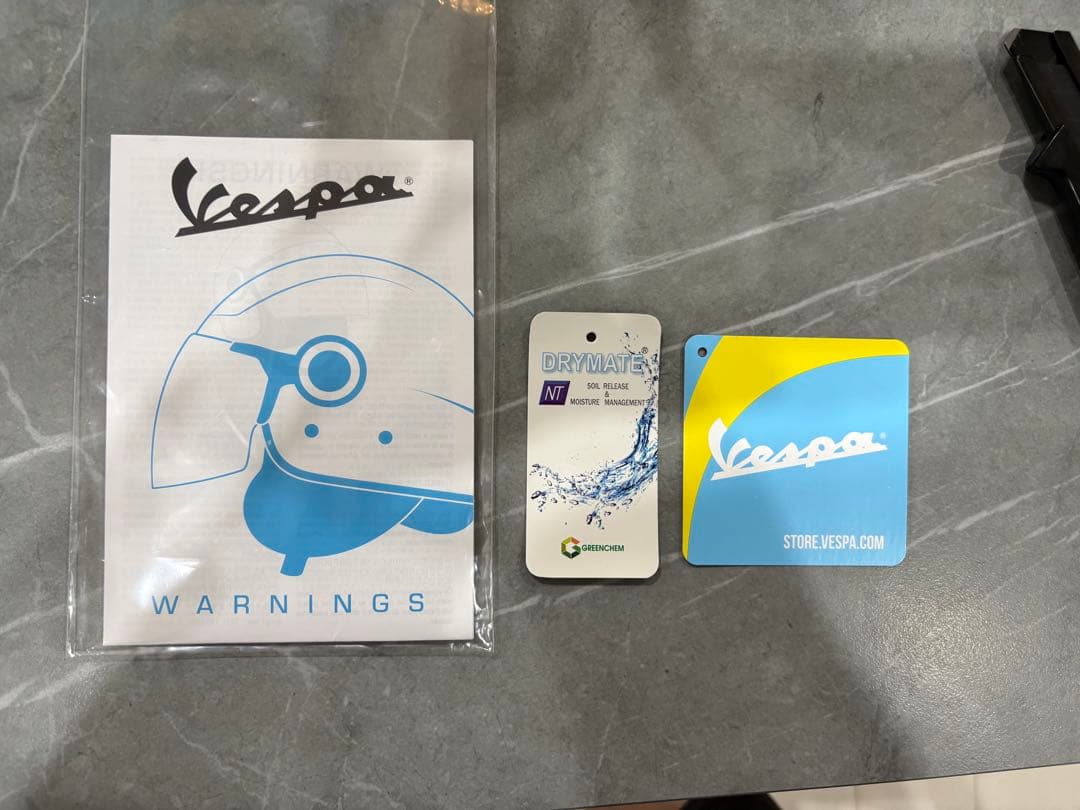 Vespa®
WARNINGS
DRYMATE®
NT
SOIL RELEASE
&
MOISTURE MANAGEMENT
GREENCHEM
Vespa®
STORE.VESPA.COM